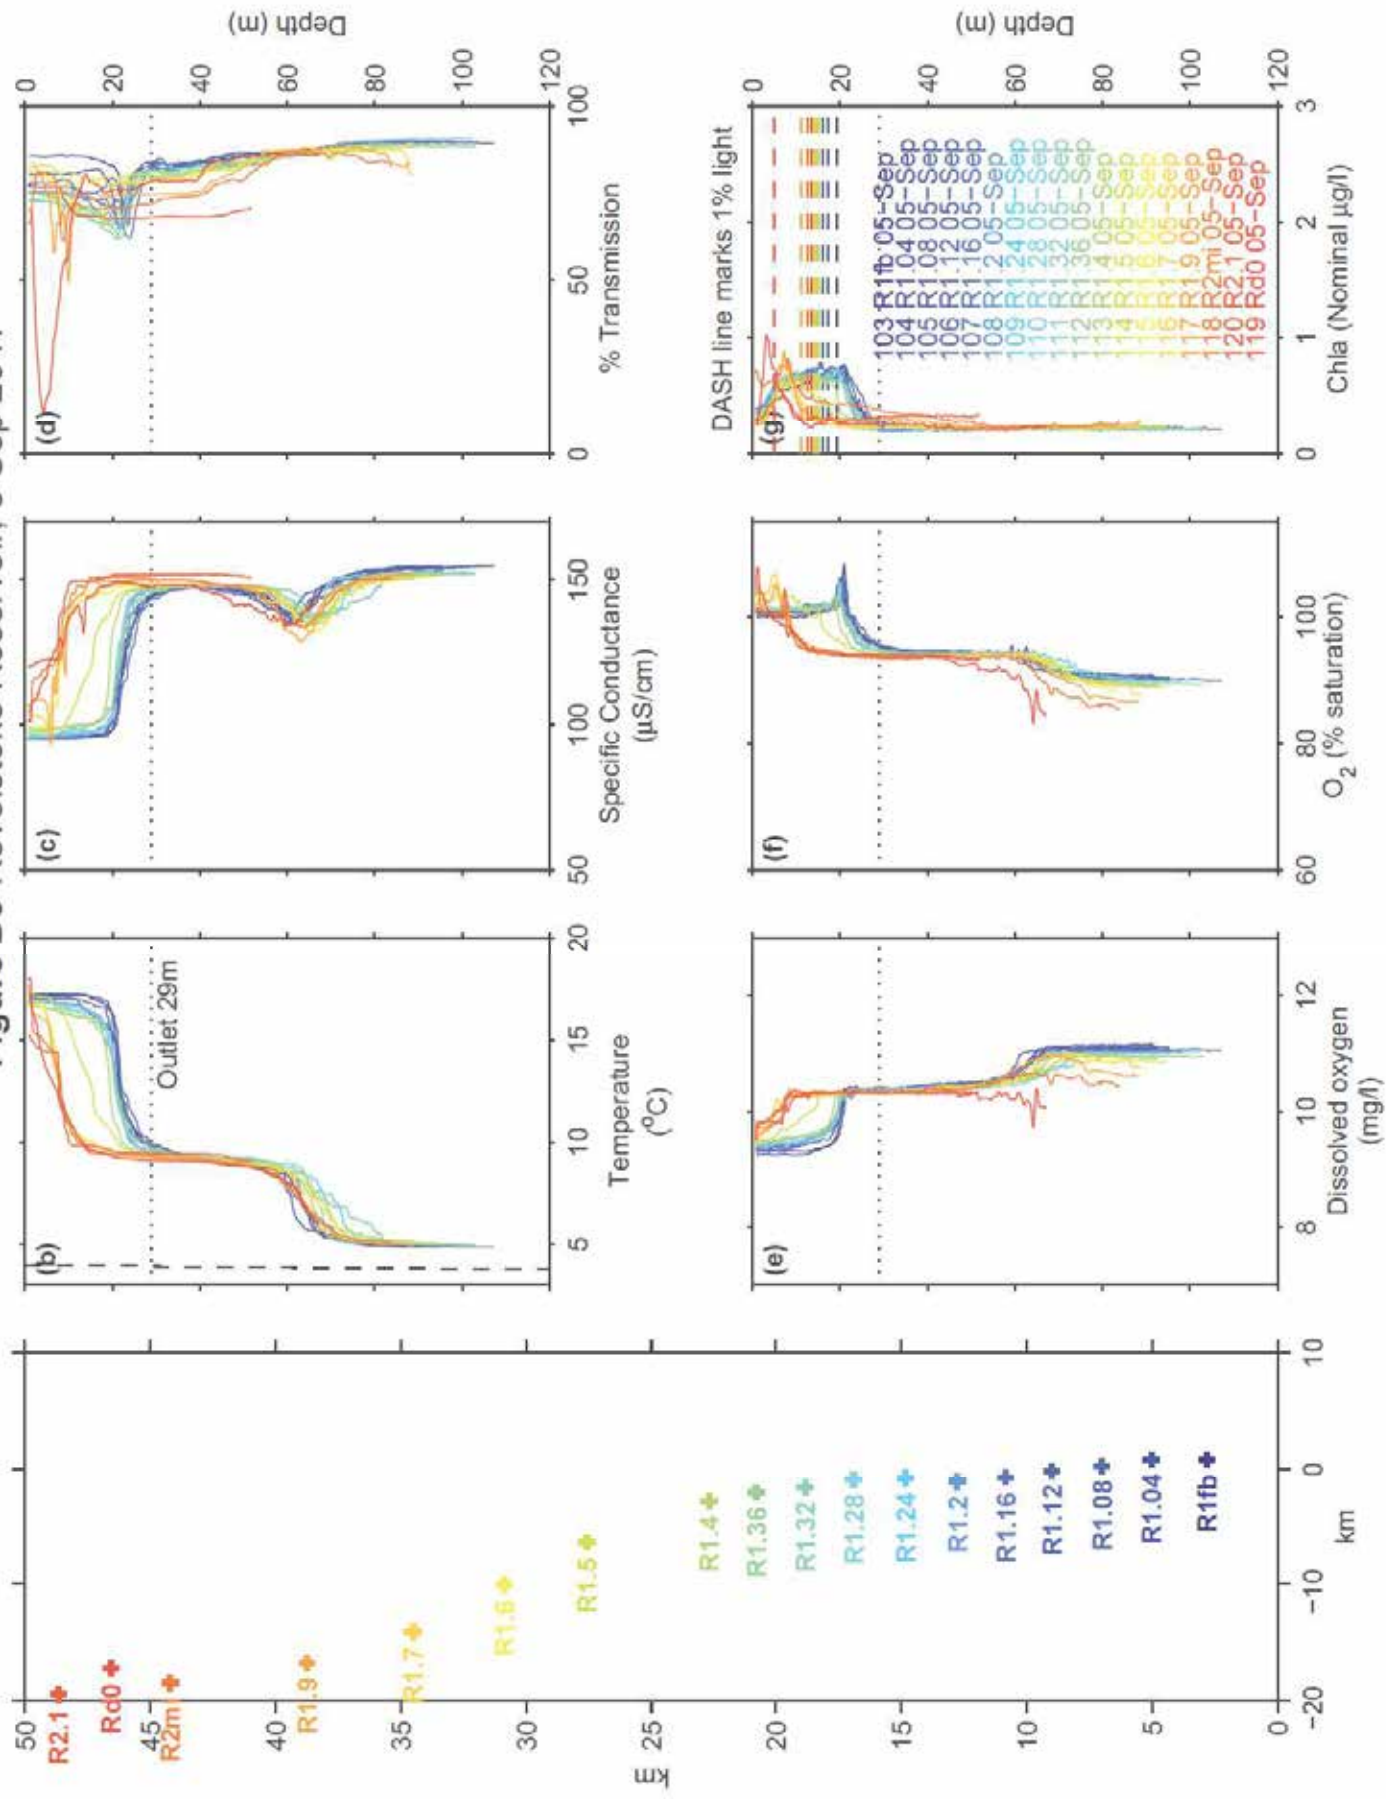 Figure
Revelstoke Reservoir,
50
45
40
35
30
25
20
15
10
5
0
km
−20
−10
0
10
km
R2.1
Rd0
R2mi
R1.9
R1.7
R1.6
R1.5
R1.4
R1.36
R1.32
R1.28
R1.24
R1.2
R1.16
R1.12
R1.08
R1.04
R1fb
(b)
Outlet 29m
5
10
15
20
Temperature
(°C)
(c)
50
100
150
Specific Conductance
(µS/cm)
(d)
0
50
100
% Transmission
0
20
40
60
80
100
120
Depth (m)
(e)
8
10
12
Dissolved oxygen
(mg/l)
(f)
60
80
100
O₂ (% saturation)
DASH line marks 1% light
(g)
103 R1fb 05−Sep
104 R1.04 05−Sep
105 R1.08 05−Sep
106 R1.12 05−Sep
107 R1.16 05−Sep
108 R1.2 05−Sep
109 R1.24 05−Sep
110 R1.28 05−Sep
111 R1.32 05−Sep
112 R1.36 05−Sep
113 R1.4 05−Sep
114 R1.5 05−Sep
115 R1.6 05−Sep
116 R1.7 05−Sep
117 R1.9 05−Sep
118 R2mi 05−Sep
120 R2.1 05−Sep
119 Rd0 05−Sep
0
1
2
3
Chla (Nominal µg/l)
0
20
40
60
80
100
120
Depth (m)